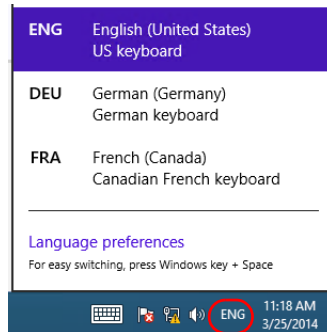 ENG English (United States)
US keyboard
DEU German (Germany)
German keyboard
FRA French (Canada)
Canadian French keyboard
Language preferences
For easy switching, press Windows key + Space
ENG 11:18 AM
3/25/2014